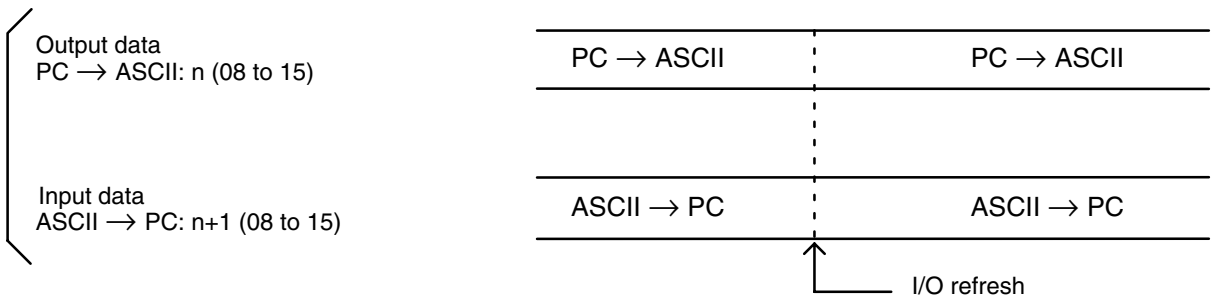 Output data
PC → ASCII: n (08 to 15)
PC → ASCII
PC → ASCII
Input data
ASCII → PC: n+1 (08 to 15)
ASCII → PC
ASCII → PC
I/O refresh